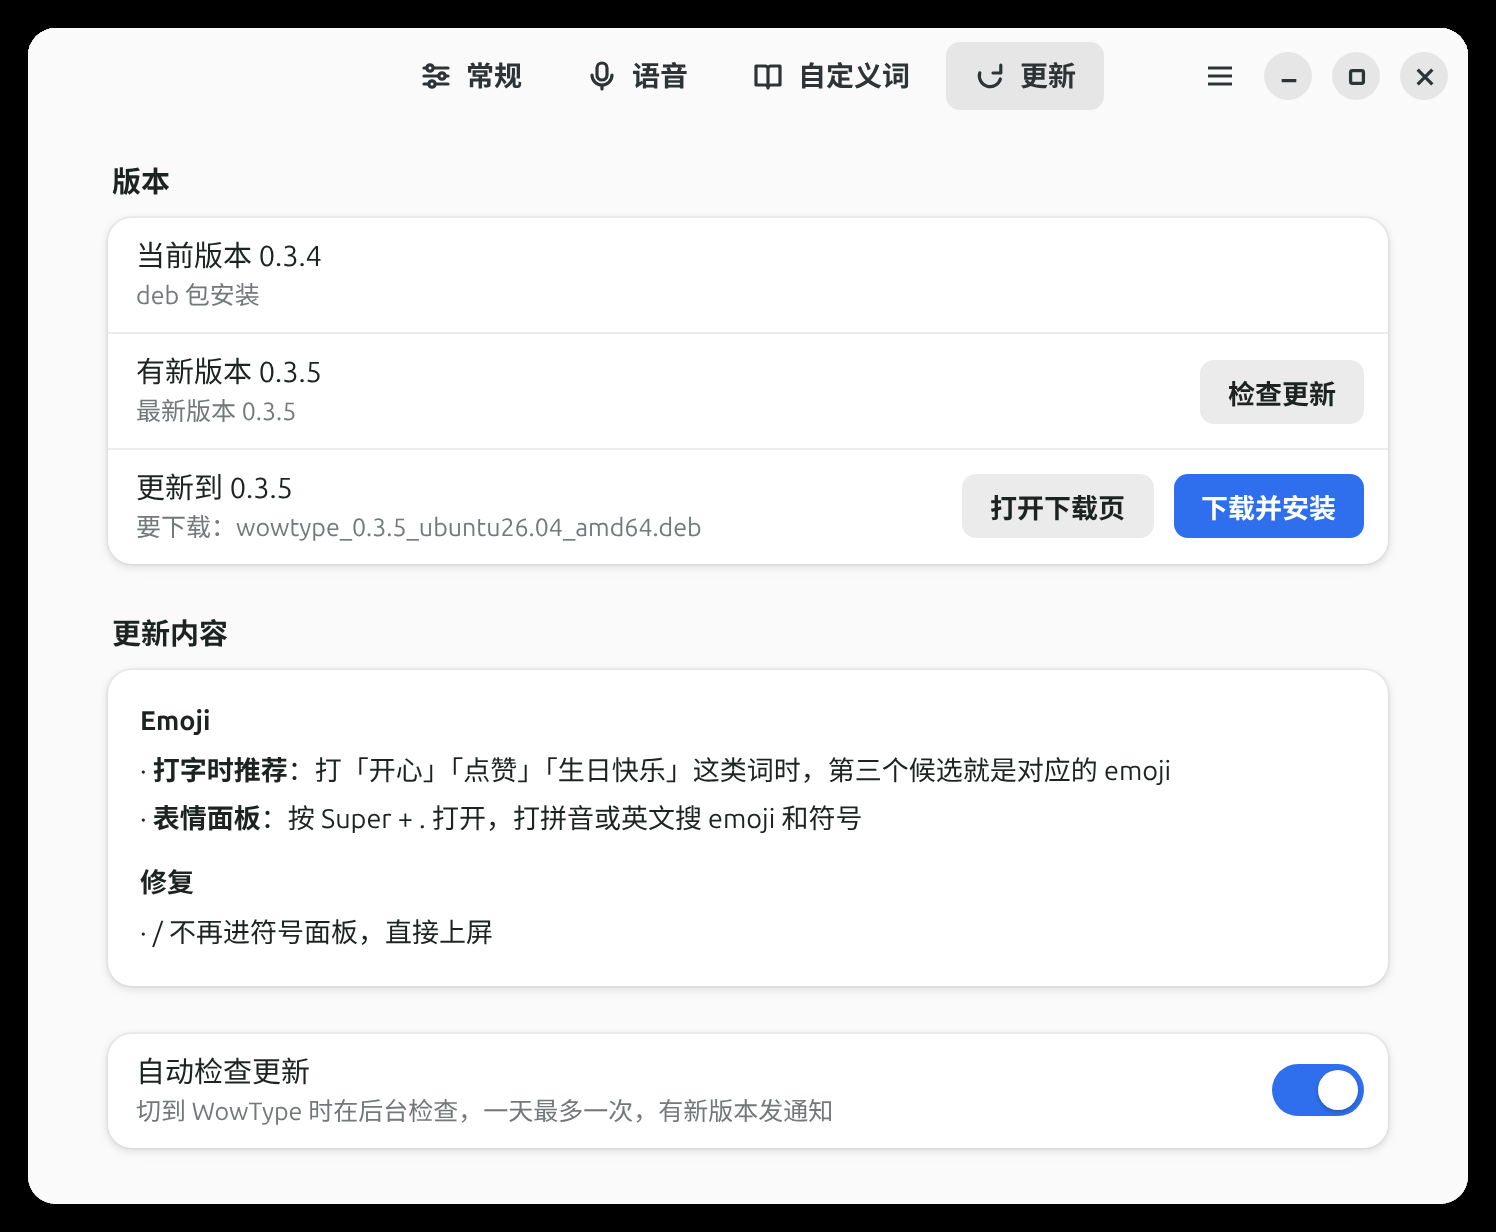 常规 语音 自定义词 更新
版本
当前版本 0.3.4
deb 包安装
有新版本 0.3.5
最新版本 0.3.5
检查更新
更新到 0.3.5
要下载：wowtype_0.3.5_ubuntu26.04_amd64.deb
打开下载页 下载并安装
更新内容
Emoji
· 打字时推荐：打「开心」「点赞」「生日快乐」这类词时，第三个候选就是对应的 emoji
· 表情面板：按 Super + . 打开，打拼音或英文搜 emoji 和符号
修复
· / 不再进符号面板，直接上屏
自动检查更新
切到 WowType 时在后台检查，一天最多一次，有新版本发通知